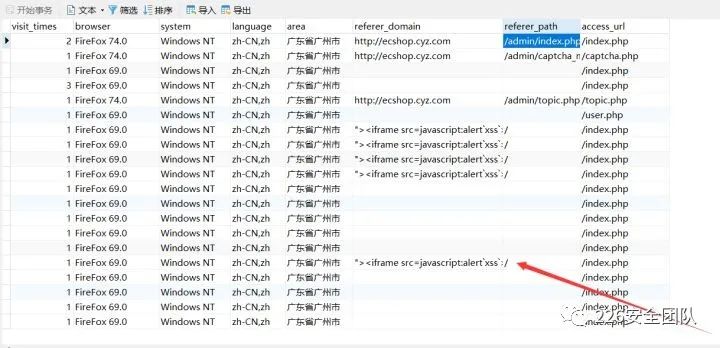 开始事务 文本 筛选 排序 导入 导出
visit_times browser system language area referer_domain referer_path access_url
2 FireFox 74.0 Windows NT zh-CN,zh 广东省广州市 http://ecshop.cyz.com /admin/index.php /index.php
1 FireFox 74.0 Windows NT zh-CN,zh 广东省广州市 http://ecshop.cyz.com /admin/captcha_m /captcha.php
1 FireFox 69.0 Windows NT zh-CN,zh 广东省广州市 /index.php
3 FireFox 69.0 Windows NT zh-CN,zh 广东省广州市 /index.php
1 FireFox 74.0 Windows NT zh-CN,zh 广东省广州市 http://ecshop.cyz.com /admin/topic.php /topic.php
1 FireFox 69.0 Windows NT zh-CN,zh 广东省广州市 /user.php
1 FireFox 69.0 Windows NT zh-CN,zh 广东省广州市 "><iframe src=javascript:alert`xss`;/ /index.php
1 FireFox 69.0 Windows NT zh-CN,zh 广东省广州市 "><iframe src=javascript:alert`xss`;/ /index.php
1 FireFox 69.0 Windows NT zh-CN,zh 广东省广州市 "><iframe src=javascript:alert`xss`;/ /index.php
1 FireFox 69.0 Windows NT zh-CN,zh 广东省广州市 "><iframe src=javascript:alert`xss`;/ /index.php
1 FireFox 69.0 Windows NT zh-CN,zh 广东省广州市 /index.php
1 FireFox 69.0 Windows NT zh-CN,zh 广东省广州市 /index.php
1 FireFox 69.0 Windows NT zh-CN,zh 广东省广州市 /index.php
1 FireFox 69.0 Windows NT zh-CN,zh 广东省广州市 /index.php
1 FireFox 69.0 Windows NT zh-CN,zh 广东省广州市 /index.php
1 FireFox 69.0 Windows NT zh-CN,zh 广东省广州市 "><iframe src=javascript:alert`xss`;/ /index.php
1 FireFox 69.0 Windows NT zh-CN,zh 广东省广州市 /index.php
1 FireFox 69.0 Windows NT zh-CN,zh 广东省广州市 /index.php
1 FireFox 69.0 Windows NT zh-CN,zh 广东省广州市 /index.php
1 FireFox 69.0 Windows NT zh-CN,zh 广东省广州市 /index.php
226安全团队